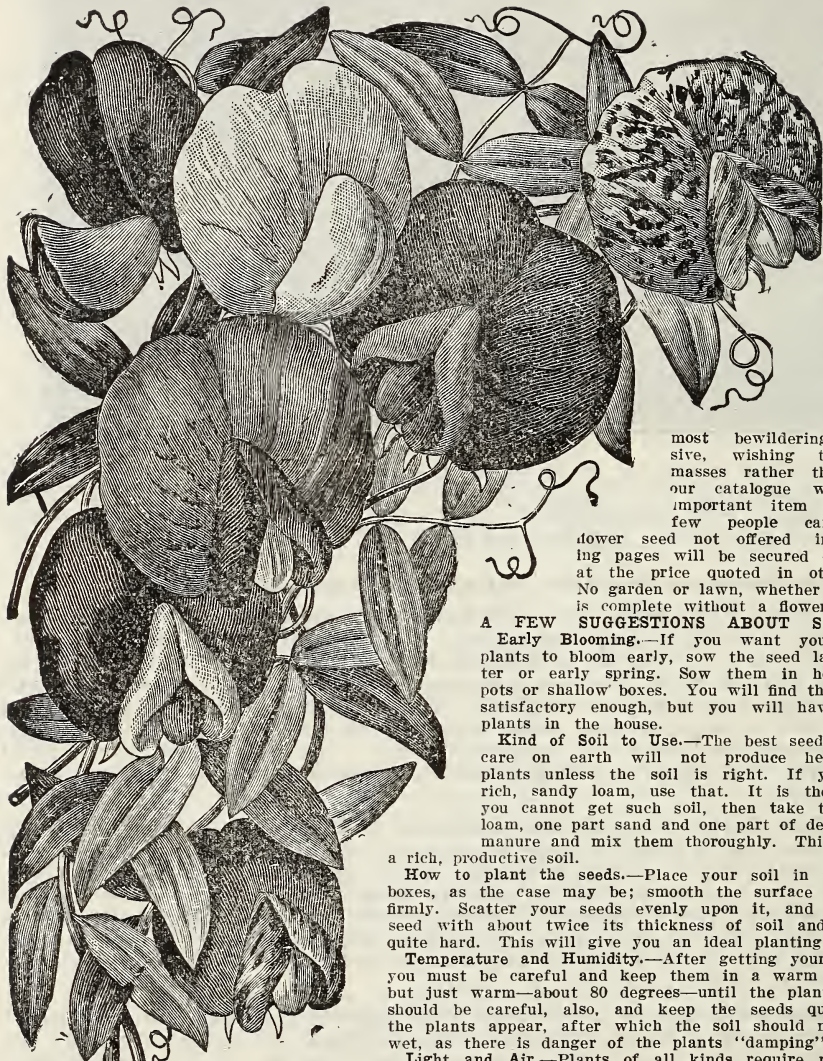 most bewildering
sive, wishing t
masses rather th
our catalogue w
important item
few people ca
flower seed not offered i
ing pages will be secured
at the price quoted in ot
No garden or lawn, whether
is complete without a flower
A FEW SUGGESTIONS ABOUT S
Early Blooming.—If you want you
plants to bloom early, sow the seed la
ter or early spring. Sow them in h
pots or shallow boxes. You will find th
satisfactory enough, but you will hav
plants in the house.
Kind of Soil to Use.—The best seed
care on earth will not produce he
plants unless the soil is right. If y
rich, sandy loam, use that. It is the
you cannot get such soil, then take t
loam, one part sand and one part of de
manure and mix them thoroughly. Thi
a rich, productive soil.
How to plant the seeds.—Place your soil in
boxes, as the case may be; smooth the surface
firmly. Scatter your seeds evenly upon it, and
seed with about twice its thickness of soil and
quite hard. This will give you an ideal planting
Temperature and Humidity.—After getting your
you must be careful and keep them in a warm
but just warm—about 80 degrees—until the plan
should be careful, also, and keep the seeds qu
the plants appear, after which the soil should n
wet, as there is danger of the plants "damping"
Light and Air.—Plants of all kinds require